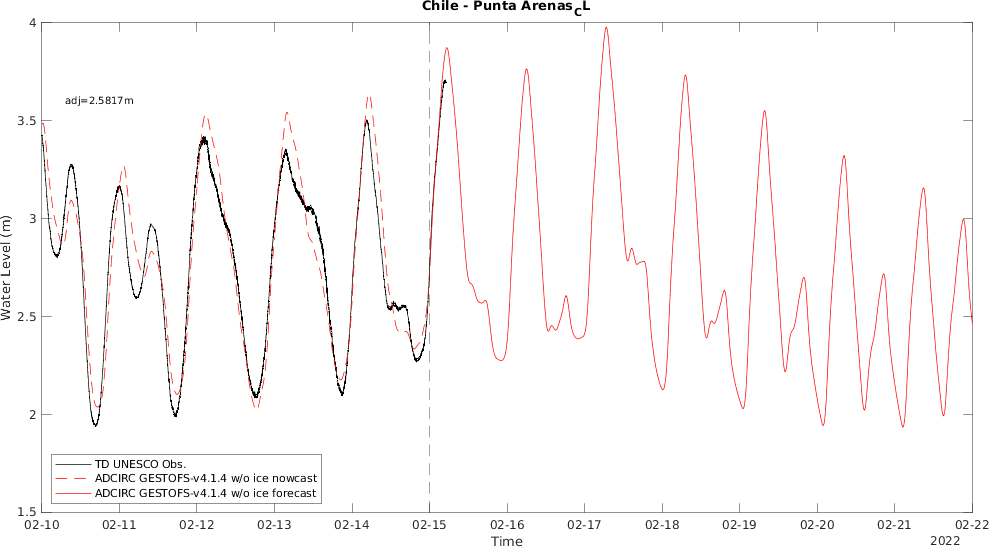 Chile - Punta Arenas_CL
4
3.5
3
2.5
2
1.5
Water Level (m)
adj=2.5817m
TD UNESCO Obs.
ADCIRC GESTOFS-v4.1.4 w/o ice nowcast
ADCIRC GESTOFS-v4.1.4 w/o ice forecast
02-10 02-11 02-12 02-13 02-14 02-15 02-16 02-17 02-18 02-19 02-20 02-21 02-22
Time
2022